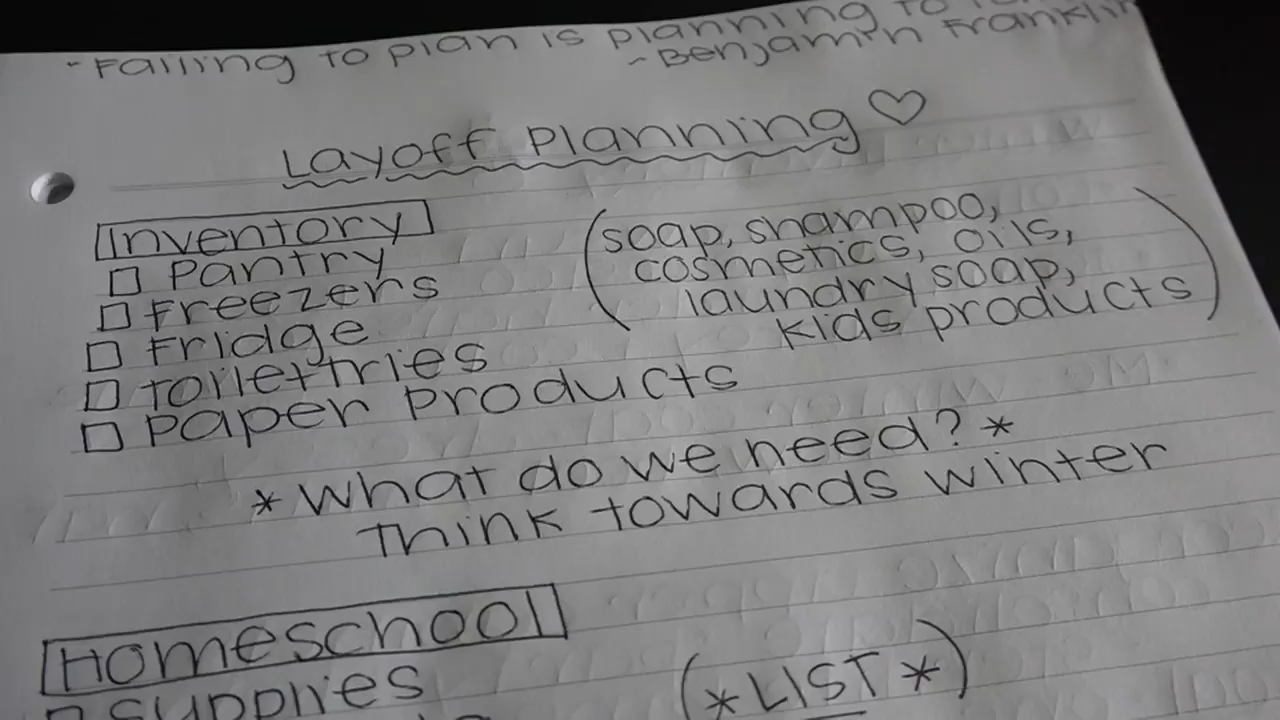 ~Failing to plan is planning to
~Benjamin Franklin
Layoff Planning ♡
Inventory
☐ Pantry
☐ Freezers
☐ Fridge
☐ Toilettries
☐ Paper Products
(soap, shampoo,
cosmetics, oils,
laundry soap,
kids products)
*What do we need?*
Think towards winter
Homeschool
☐ Supplies
(*LIST*)